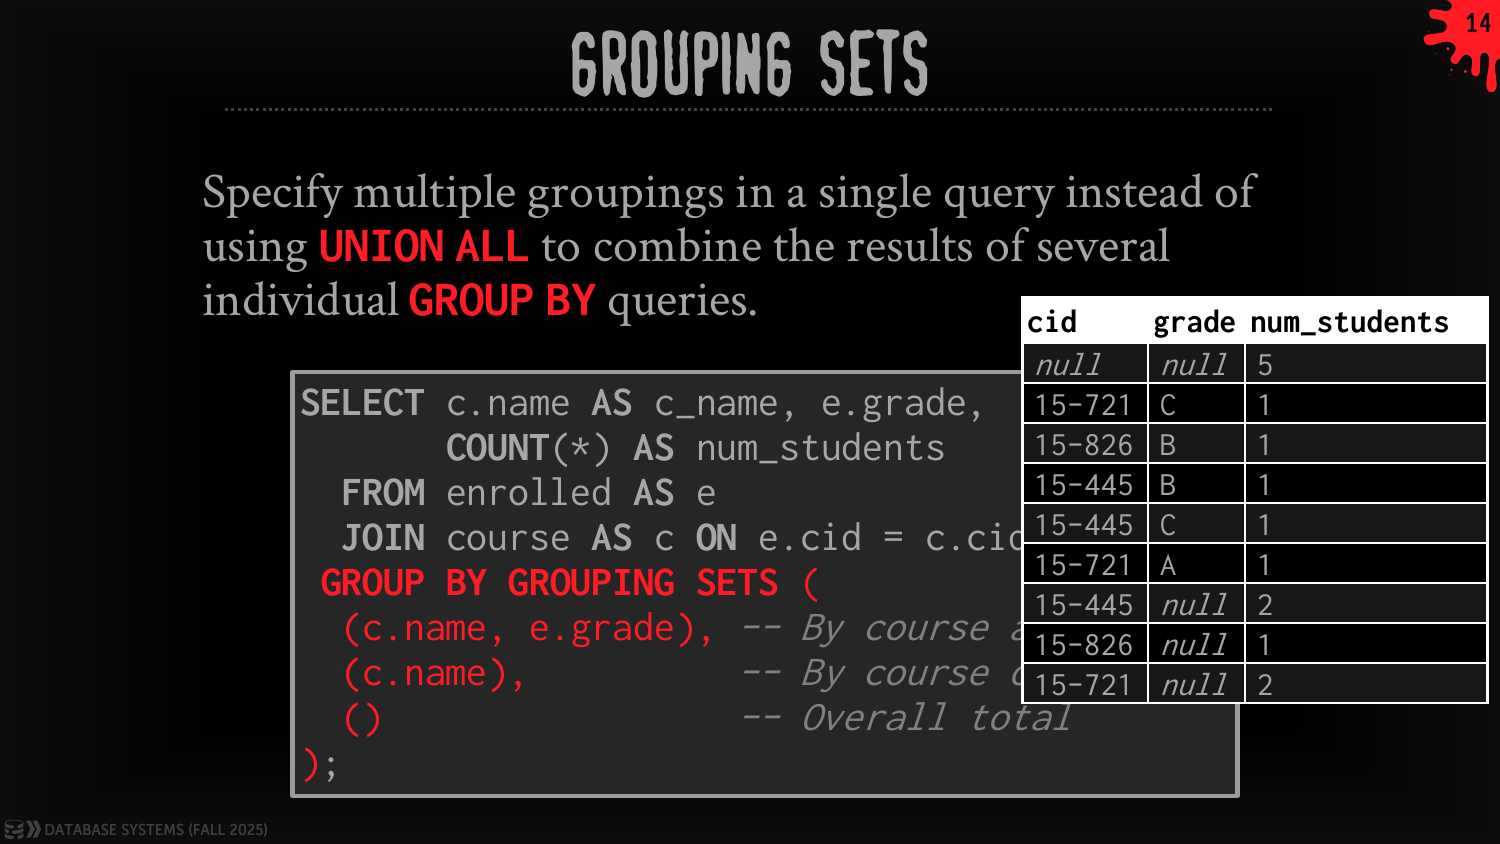 14
GROUPING SETS
Specify multiple groupings in a single query instead of
using UNION ALL to combine the results of several
individual GROUP BY queries.
SELECT c.name AS c_name, e.grade,
COUNT(*) AS num_students
FROM enrolled AS e
JOIN course AS c ON e.cid = c.cid
GROUP BY GROUPING SETS (
(c.name, e.grade), -- By course
(c.name), -- By course
() -- Overall total
);
cid grade num_students
null null 5
15-721 C 1
15-826 B 1
15-445 B 1
15-445 C 1
15-721 A 1
15-445 null 2
15-826 null 1
15-721 null 2
DATABASE SYSTEMS (FALL 2025)